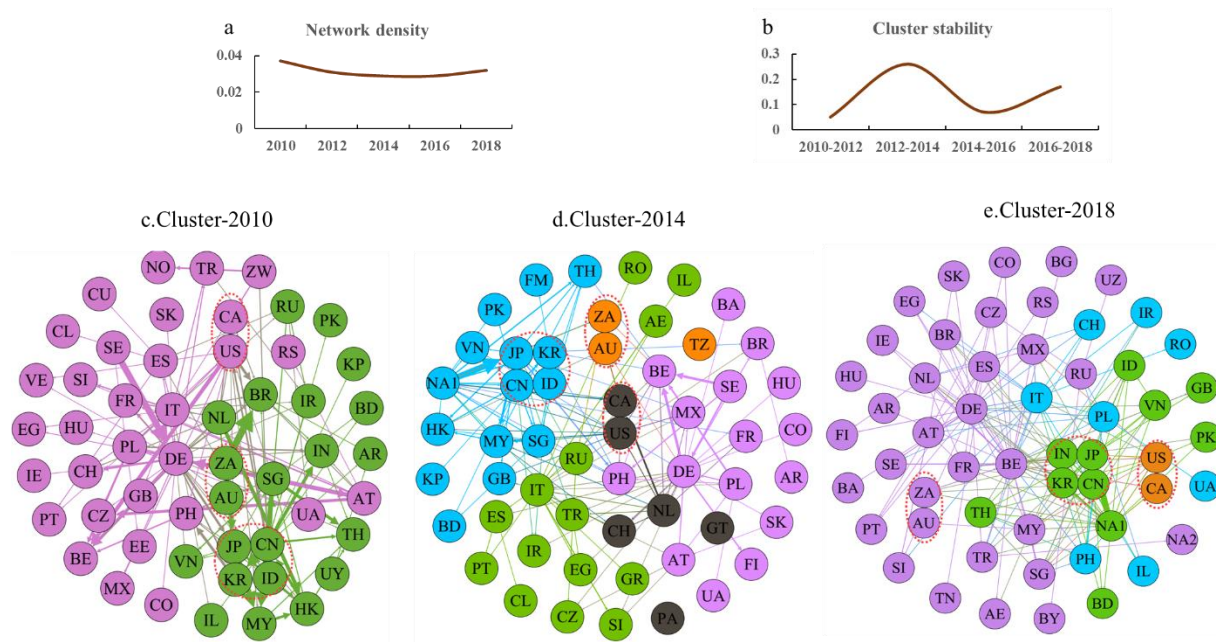 a Network density
0.04
0.02
0
2010 2012 2014 2016 2018
b Cluster stability
0.3
0.2
0.1
0
2010-2012 2012-2014 2014-2016 2016-2018
c.Cluster-2010
NO TR ZW
CU CA RU
CL SK PK
SE ES US RS
VE SI FR IT BR IR KP
NL BD
EG HU PL DE ZA IN AR
IE CH SG
GB AU UA AT
PT CZ PH
EE VN JP CN TH
BE KR ID UY
MX CO IL MY HK
d.Cluster-2014
FM TH RO IL
PK ZA AE BA
VN JP KR AU TZ BR
NA1 CN ID BE
CA SE HU
HK MY SG US MX FR CO
RU
KP GB IT PH DE PL AR
BD ES TR NL
CH GT SK
PT IR EG AT FI
CL CZ GR UA
SI PA
e.Cluster-2018
CO BG
SK UZ
EG CZ RS CH IR
BR MX
IE ES RU RO
NL ID
HU DE IT VN GB
AR PL
FI AT IN JP US PK
SE FR BE KR CN CA UA
BA ZA
AU TH NA1
PT MY NA2
TR SG PH IL
SI
TN AE BY BD